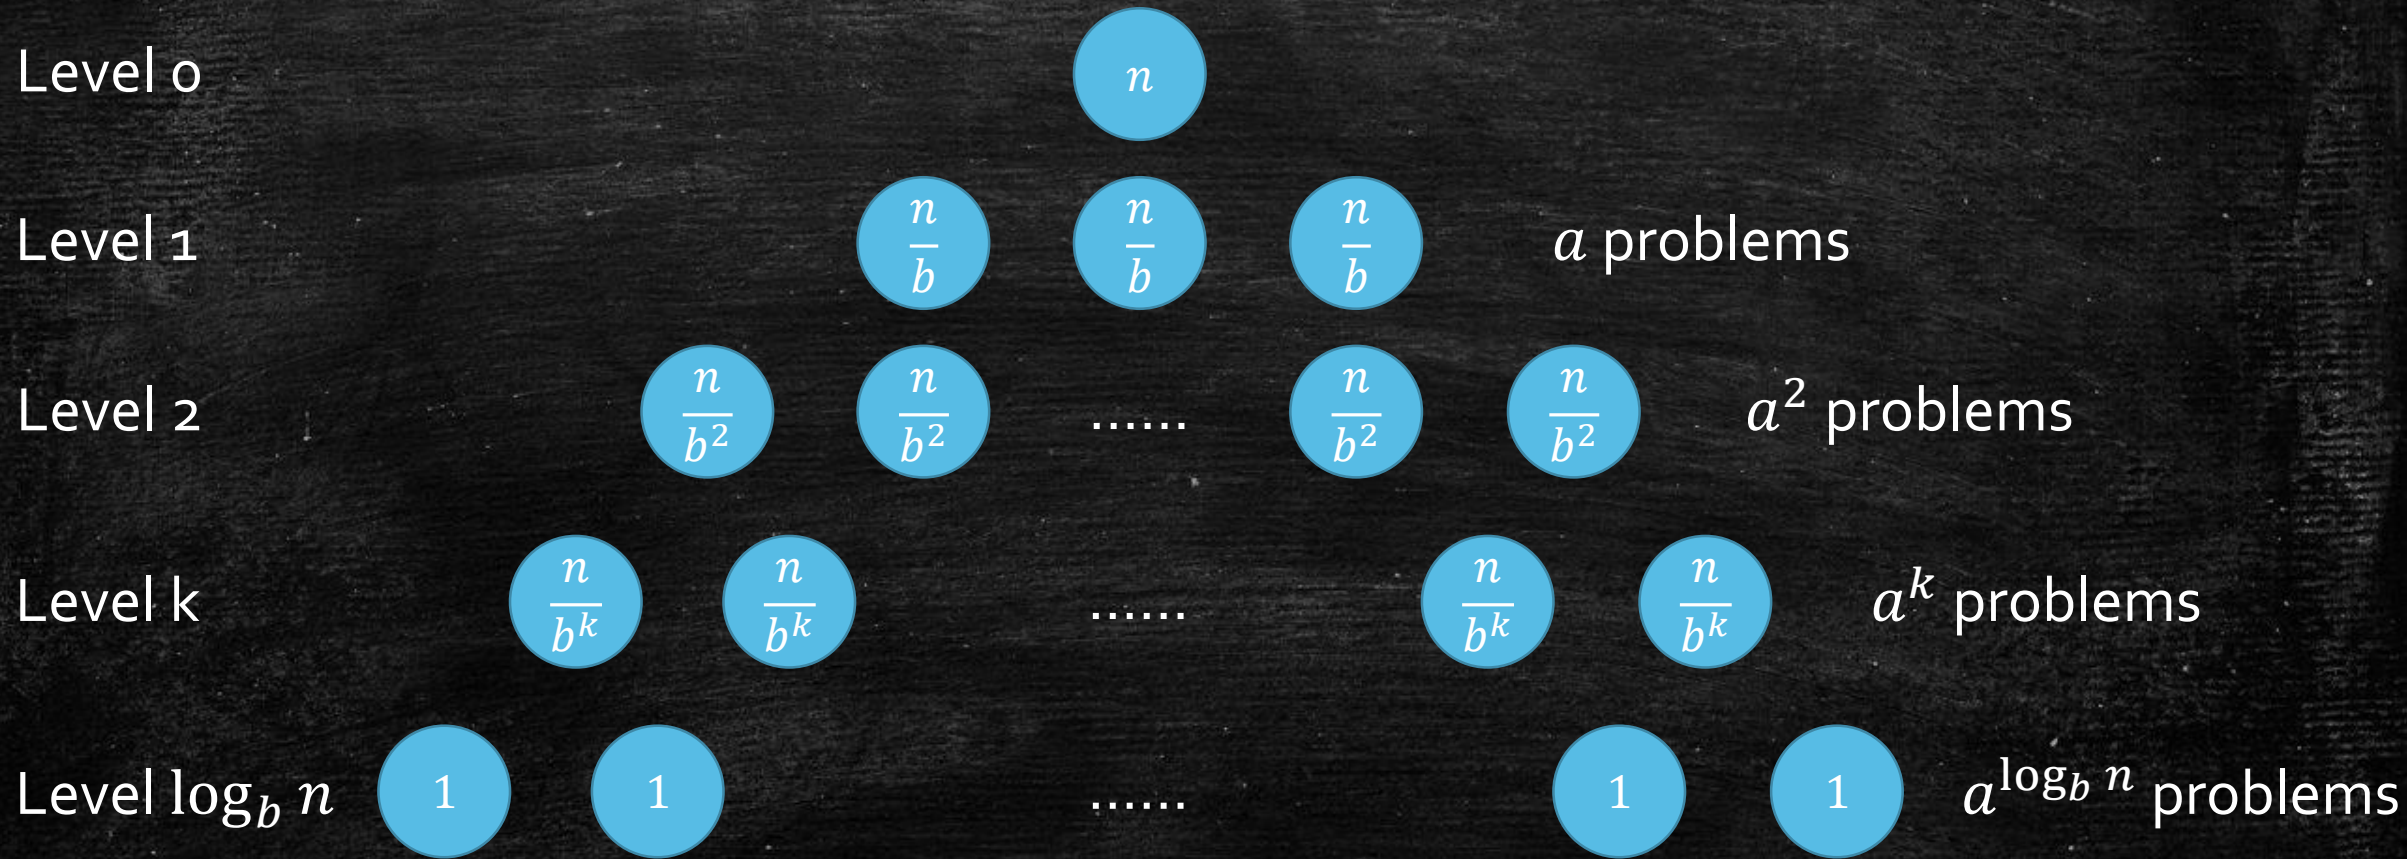 Level 0 n
Level 1 n/b n/b n/b a problems
Level 2 n/b² n/b² ...... n/b² n/b² a² problems
Level k n/bᵏ n/bᵏ ...... n/bᵏ n/bᵏ aᵏ problems
Level log_b n 1 1 ...... 1 1 a^(log_b n) problems